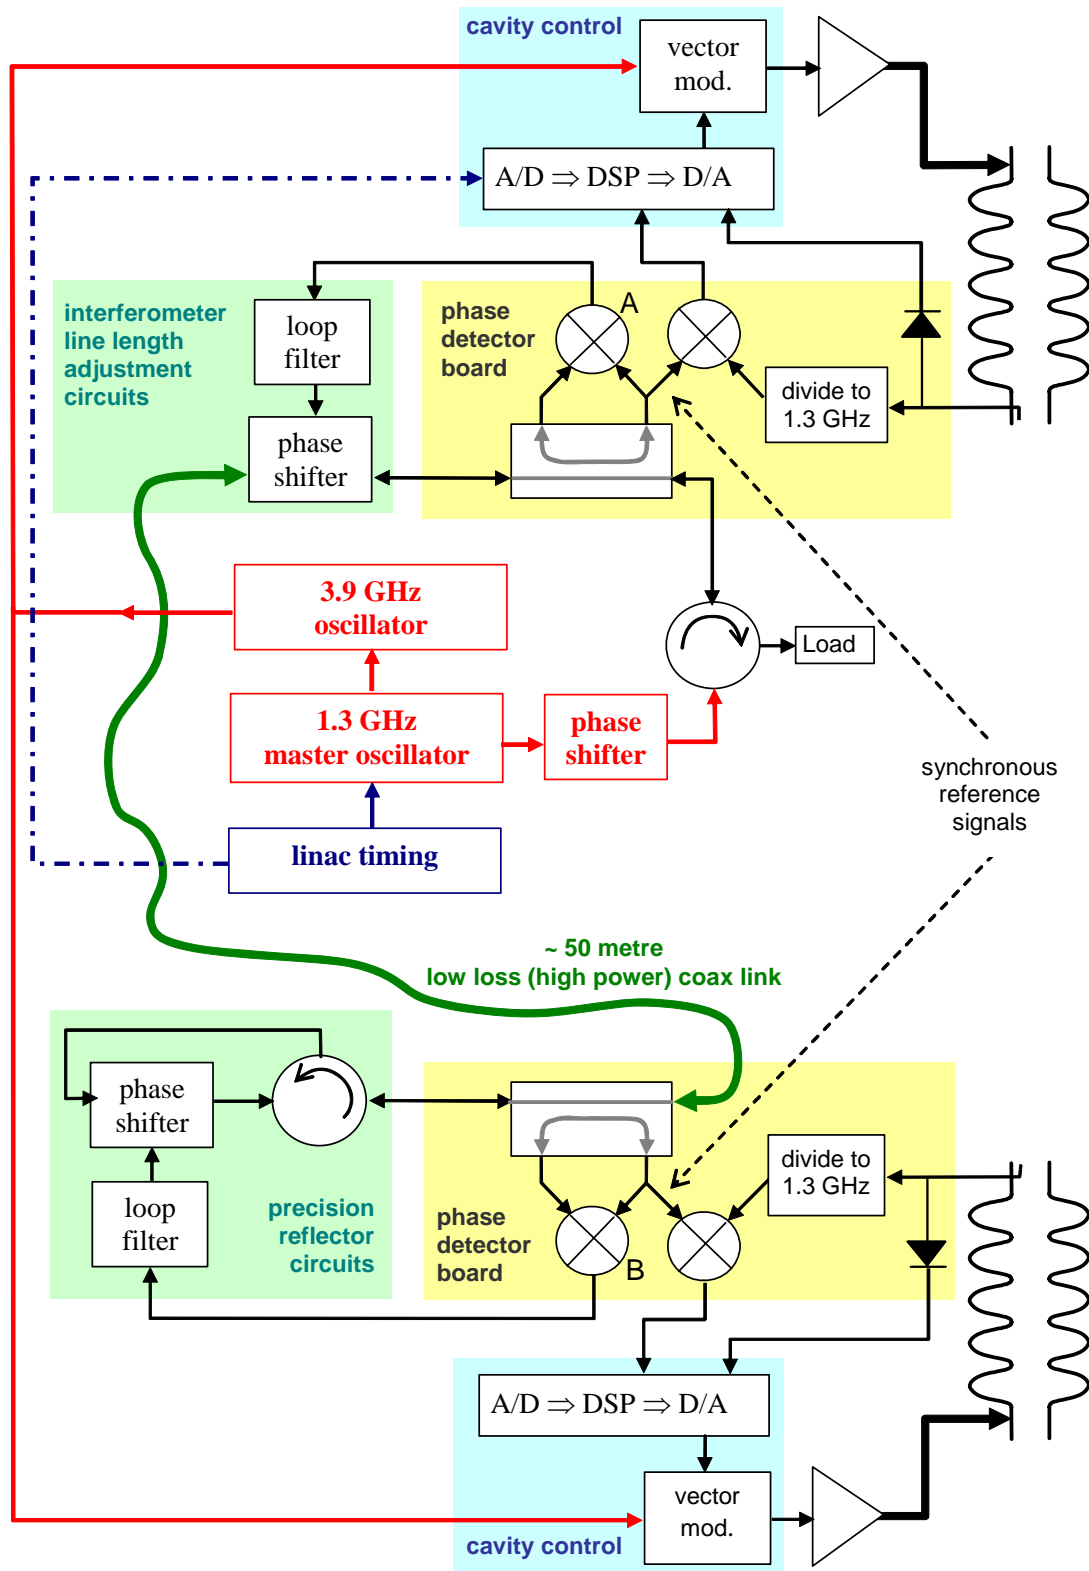 cavity control
vector
mod.
A/D ⇒ DSP ⇒ D/A
interferometer
line length
adjustment
circuits
loop
filter
phase
shifter
phase
detector
board
A
divide to
1.3 GHz
3.9 GHz
oscillator
1.3 GHz
master oscillator
phase
shifter
Load
linac timing
synchronous
reference
signals
~ 50 metre
low loss (high power) coax link
phase
shifter
loop
filter
precision
reflector
circuits
phase
detector
board
B
divide to
1.3 GHz
A/D ⇒ DSP ⇒ D/A
vector
mod.
cavity control